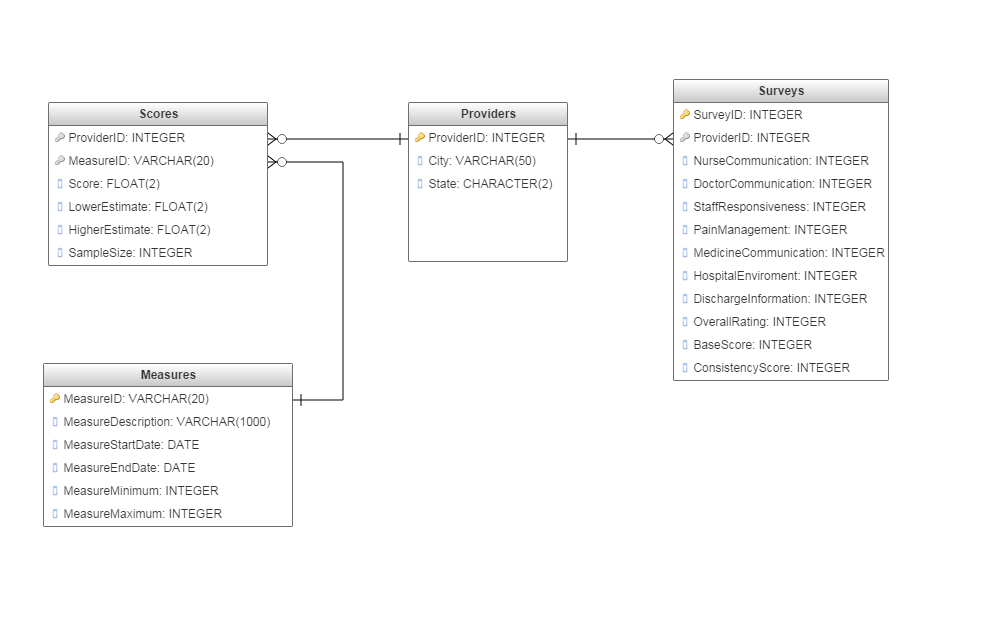 Scores
ProviderID: INTEGER
MeasureID: VARCHAR(20)
Score: FLOAT(2)
LowerEstimate: FLOAT(2)
HigherEstimate: FLOAT(2)
SampleSize: INTEGER
Providers
ProviderID: INTEGER
City: VARCHAR(50)
State: CHARACTER(2)
Surveys
SurveyID: INTEGER
ProviderID: INTEGER
NurseCommunication: INTEGER
DoctorCommunication: INTEGER
StaffResponsiveness: INTEGER
PainManagement: INTEGER
MedicineCommunication: INTEGER
HospitalEnviroment: INTEGER
DischargeInformation: INTEGER
OverallRating: INTEGER
BaseScore: INTEGER
ConsistencyScore: INTEGER
Measures
MeasureID: VARCHAR(20)
MeasureDescription: VARCHAR(1000)
MeasureStartDate: DATE
MeasureEndDate: DATE
MeasureMinimum: INTEGER
MeasureMaximum: INTEGER